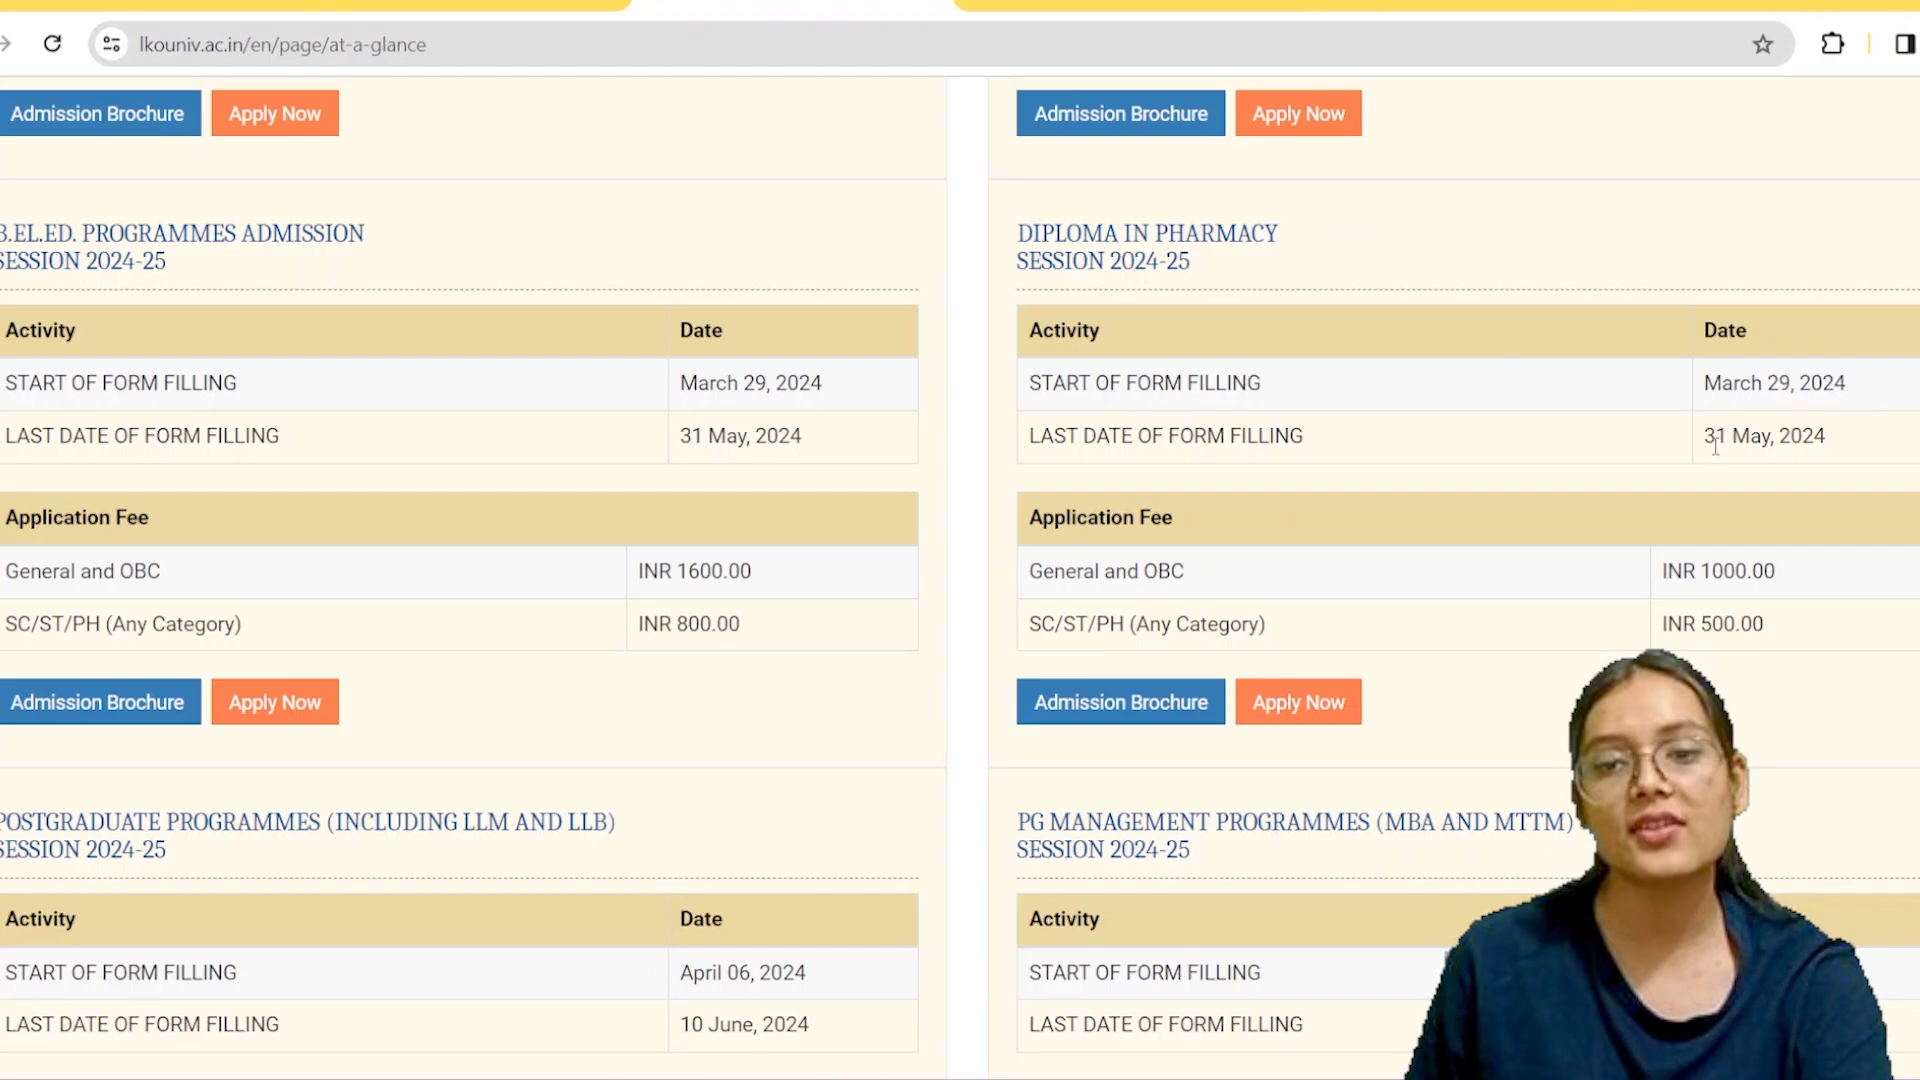 lkouniv.ac.in/en/page/at-a-glance
Admission Brochure Apply Now
Admission Brochure Apply Now
B.EL.ED. PROGRAMMES ADMISSION
SESSION 2024-25
Activity Date
START OF FORM FILLING March 29, 2024
LAST DATE OF FORM FILLING 31 May, 2024
Application Fee
General and OBC INR 1600.00
SC/ST/PH (Any Category) INR 800.00
Admission Brochure Apply Now
DIPLOMA IN PHARMACY
SESSION 2024-25
Activity Date
START OF FORM FILLING March 29, 2024
LAST DATE OF FORM FILLING 31 May, 2024
Application Fee
General and OBC INR 1000.00
SC/ST/PH (Any Category) INR 500.00
Admission Brochure Apply Now
POSTGRADUATE PROGRAMMES (INCLUDING LLM AND LLB)
SESSION 2024-25
Activity Date
START OF FORM FILLING April 06, 2024
LAST DATE OF FORM FILLING 10 June, 2024
PG MANAGEMENT PROGRAMMES (MBA AND MTTM)
SESSION 2024-25
Activity
START OF FORM FILLING
LAST DATE OF FORM FILLING